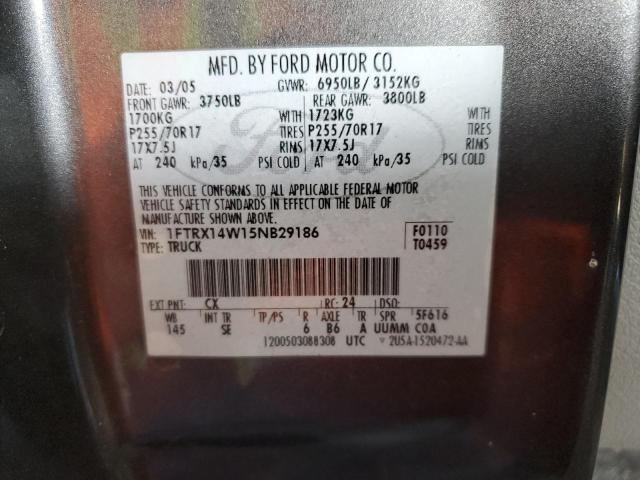 MFD. BY FORD MOTOR CO.
DATE: 03/05 GVWR: 6950LB/ 3152KG
FRONT GAWR: 3750LB REAR GAWR: 3800LB
1700KG WITH 1723KG WITH
P255/70R17 TIRES P255/70R17 TIRES
17X7.5J RIMS 17X7.5J RIMS
AT 240 kPa/35 PSI COLD AT 240 kPa/35 PSI COLD
Ford
THIS VEHICLE CONFORMS TO ALL APPLICABLE FEDERAL MOTOR
VEHICLE SAFETY STANDARDS IN EFFECT ON THE DATE OF
MANUFACTURE SHOWN ABOVE.
VIN: 1FTRX14W15NB29186 F0110
TYPE: TRUCK T0459
EXT PNT: CX RC: 24 DSO:
WB INT TR TP/PS R AXLE TR SPR 5F616
145 SE 6 B6 A UUMM COA
1200503088308 UTC 2U5A-1520472-AA